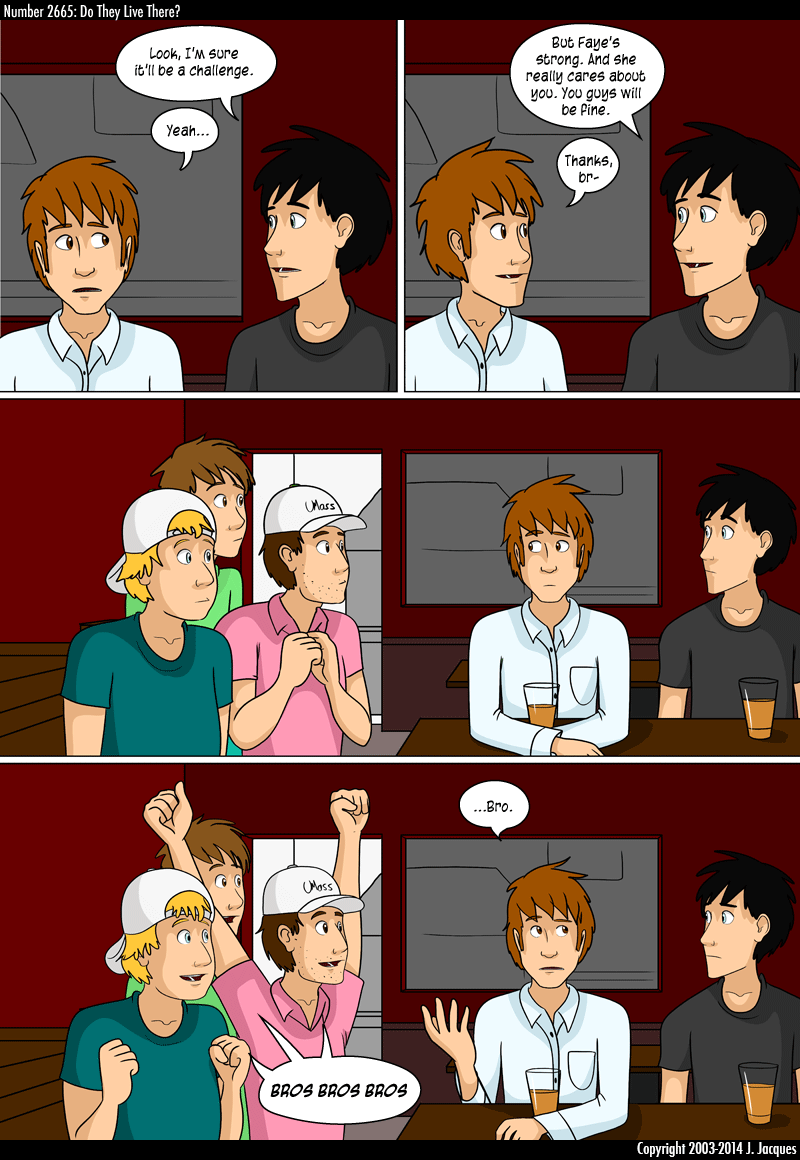 Number 2665: Do They Live There?
Look, I'm sure
it'll be a challenge.
Yeah...
But Faye's
strong. And she
really cares about
you. You guys will
be fine.
Thanks,
br-
UMass
...Bro.
UMass
BROS BROS BROS
Copyright 2003-2014 J. Jacques